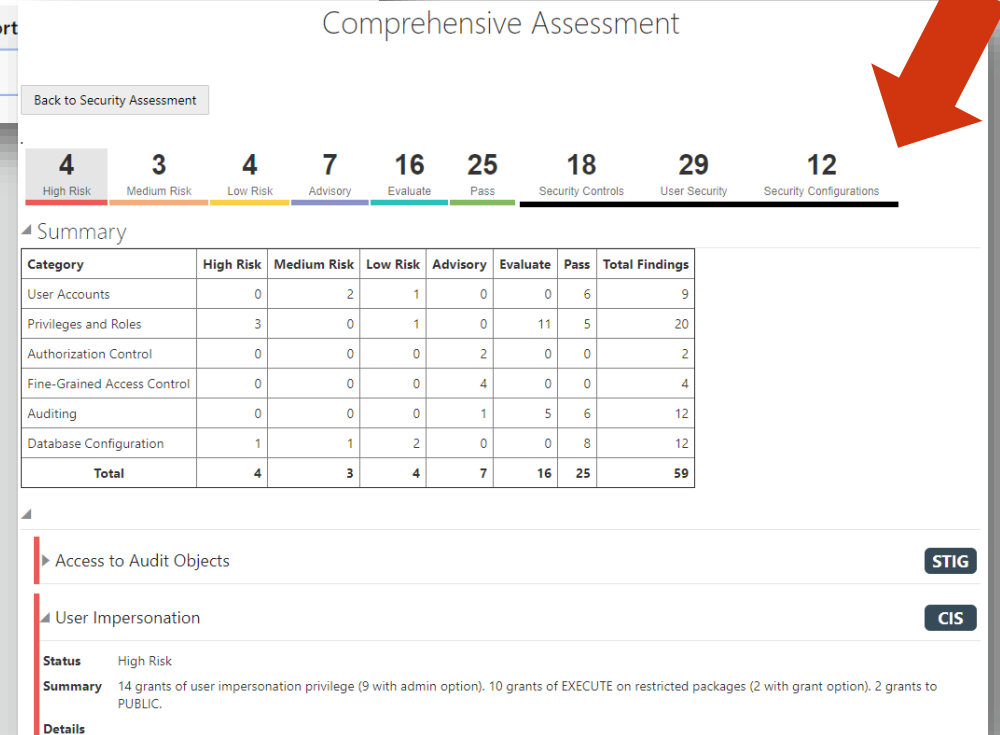 ort
Comprehensive Assessment
Back to Security Assessment
.
4 3 4 7 16 25 18 29 12
High Risk Medium Risk Low Risk Advisory Evaluate Pass Security Controls User Security Security Configurations
Summary
Category High Risk Medium Risk Low Risk Advisory Evaluate Pass Total Findings
User Accounts 0 2 1 0 0 6 9
Privileges and Roles 3 0 1 0 11 5 20
Authorization Control 0 0 0 2 0 0 2
Fine-Grained Access Control 0 0 0 4 0 0 4
Auditing 0 0 0 1 5 6 12
Database Configuration 1 1 2 0 0 8 12
Total 4 3 4 7 16 25 59
Access to Audit Objects STIG
User Impersonation CIS
Status High Risk
Summary 14 grants of user impersonation privilege (9 with admin option). 10 grants of EXECUTE on restricted packages (2 with grant option). 2 grants to
PUBLIC.
Details